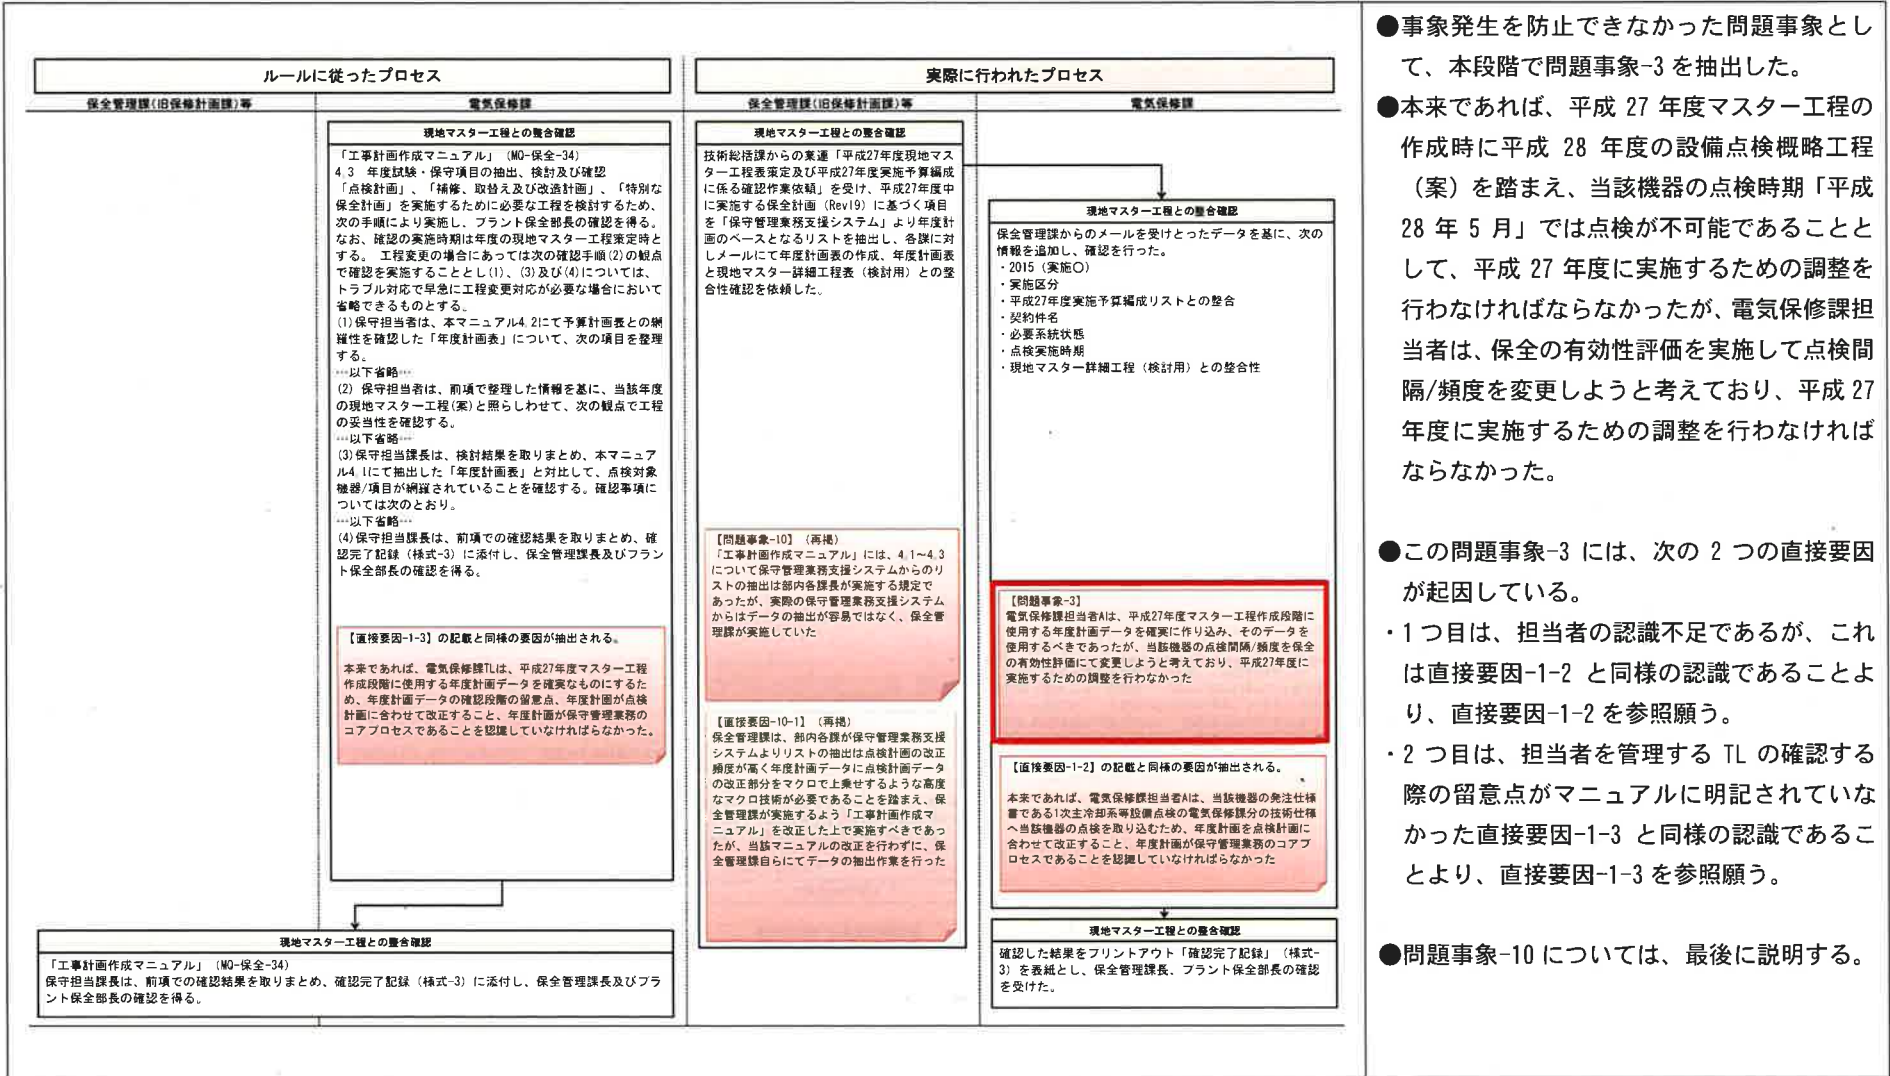 ルールに従ったプロセス
保全管理課(旧保修計画課)等
電気保修課
現地マスター工程との整合確認
「工事計画作成マニュアル」（MQ-保全-34）
4.3　年度試験・保守項目の抽出、検討及び確認
「点検計画」、「補修、取替え及び改造計画」、「特別な
保全計画」を実施するために必要な工程を検討するため、
次の手順により実施し、プラント保全部長の確認を得る。
なお、確認の実施時期は年度の現地マスター工程策定時と
する。　工程変更の場合にあっては次の確認手順(2)の観点
で確認を実施することとし(1)、(3)及び(4)については、
トラブル対応で早急に工程変更対応が必要な場合において
省略できるものとする。
(1)保守担当者は、本マニュアル4.2にて予算計画表との網
羅性を確認した「年度計画表」について、次の項目を整理
する。
…以下省略…
(2) 保守担当者は、前項で整理した情報を基に、当該年度
の現地マスター工程(案)と照らしわせて、次の観点で工程
の妥当性を確認する。
…以下省略…
(3)保守担当課長は、検討結果を取りまとめ、本マニュア
ル4.1にて抽出した「年度計画表」と対比して、点検対象
機器/項目が網羅されていることを確認する。確認事項に
ついては次のとおり。
…以下省略…
(4)保守担当課長は、前項での確認結果を取りまとめ、確
認完了記録（様式-3）に添付し、保全管理課長及びプラン
ト保全部長の確認を得る。
【直接要因-1-3】の記載と同様の要因が抽出される。
本来であれば、電気保修課TLは、平成27年度マスター工程
作成段階に使用する年度計画データを確実なものにするた
め、年度計画データの確認段階の留意点、年度計画が点検
計画に合わせて改正すること、年度計画が保守管理業務の
コアプロセスであることを認識していなければらなかった。
現地マスター工程との整合確認
「工事計画作成マニュアル」（MQ-保全-34）
保守担当課長は、前項での確認結果を取りまとめ、確認完了記録（様式-3）に添付し、保全管理課長及びプラ
ント保全部長の確認を得る。
実際に行われたプロセス
保全管理課(旧保修計画課)等
電気保修課
現地マスター工程との整合確認
技術総括課からの業連「平成27年度現地マス
ター工程表策定及び平成27年度実施予算編成
に係る確認作業依頼」を受け、平成27年度中
に実施する保全計画（Rev19）に基づく項目
を「保守管理業務支援システム」より年度計
画のベースとなるリストを抽出し、各課に対
しメールにて年度計画表の作成、年度計画表
と現地マスター詳細工程表（検討用）との整
合性確認を依頼した。
【問題事象-10】（再掲）
「工事計画作成マニュアル」には、4.1～4.3
について保守管理業務支援システムからのリ
ストの抽出は部内各課長が実施する規定で
あったが、実際の保守管理業務支援システム
からはデータの抽出が容易ではなく、保全管
理課が実施していた
【直接要因-10-1】（再掲）
保全管理課は、部内各課が保守管理業務支援
システムよりリストの抽出は点検計画の改正
頻度が高く年度計画データに点検計画データ
の改正部分をマクロで上乗せするような高度
なマクロ技術が必要であることを踏まえ、保
全管理課が実施するよう「工事計画作成マ
ニュアル」を改正した上で実施すべきであっ
たが、当該マニュアルの改正を行わずに、保
全管理課自らにてデータの抽出作業を行った
現地マスター工程との整合確認
保全管理課からのメールを受けとったデータを基に、次の
情報を追加し、確認を行った。
・2015（実施〇）
・実施区分
・平成27年度実施予算編成リストとの整合
・契約件名
・必要系統状態
・点検実施時期
・現地マスター詳細工程（検討用）との整合性
【問題事象-3】
電気保修課担当者Aは、平成27年度マスター工程作成段階に
使用する年度計画データを確実に作り込み、そのデータを
使用するべきであったが、当該機器の点検間隔/頻度を保全
の有効性評価にて変更しようと考えており、平成27年度に
実施するための調整を行わなかった
【直接要因-1-2】の記載と同様の要因が抽出される。
本来であれば、電気保修課担当者Aは、当該機器の発注仕様
書である1次主冷却系等設備点検の電気保修課分の技術仕様
へ当該機器の点検を取り込むため、年度計画を点検計画に
合わせて改正すること、年度計画が保守管理業務のコアプ
ロセスであることを認識していなければらなかった
現地マスター工程との整合確認
確認した結果をプリントアウト「確認完了記録」（様式-
3）を表紙とし、保全管理課長、プラント保全部長の確認
を受けた。
●事象発生を防止できなかった問題事象とし
て、本段階で問題事象-3 を抽出した。
●本来であれば、平成 27 年度マスター工程の
作成時に平成 28 年度の設備点検概略工程
（案）を踏まえ、当該機器の点検時期「平成
28 年 5 月」では点検が不可能であることと
して、平成 27 年度に実施するための調整を
行わなければならなかったが、電気保修課担
当者は、保全の有効性評価を実施して点検間
隔/頻度を変更しようと考えており、平成 27
年度に実施するための調整を行わなければ
ならなかった。
●この問題事象-3 には、次の 2 つの直接要因
が起因している。
・1 つ目は、担当者の認識不足であるが、これ
は直接要因-1-2 と同様の認識であることよ
り、直接要因-1-2 を参照願う。
・2 つ目は、担当者を管理する TL の確認する
際の留意点がマニュアルに明記されていな
かった直接要因-1-3 と同様の認識であるこ
とより、直接要因-1-3 を参照願う。
●問題事象-10 については、最後に説明する。